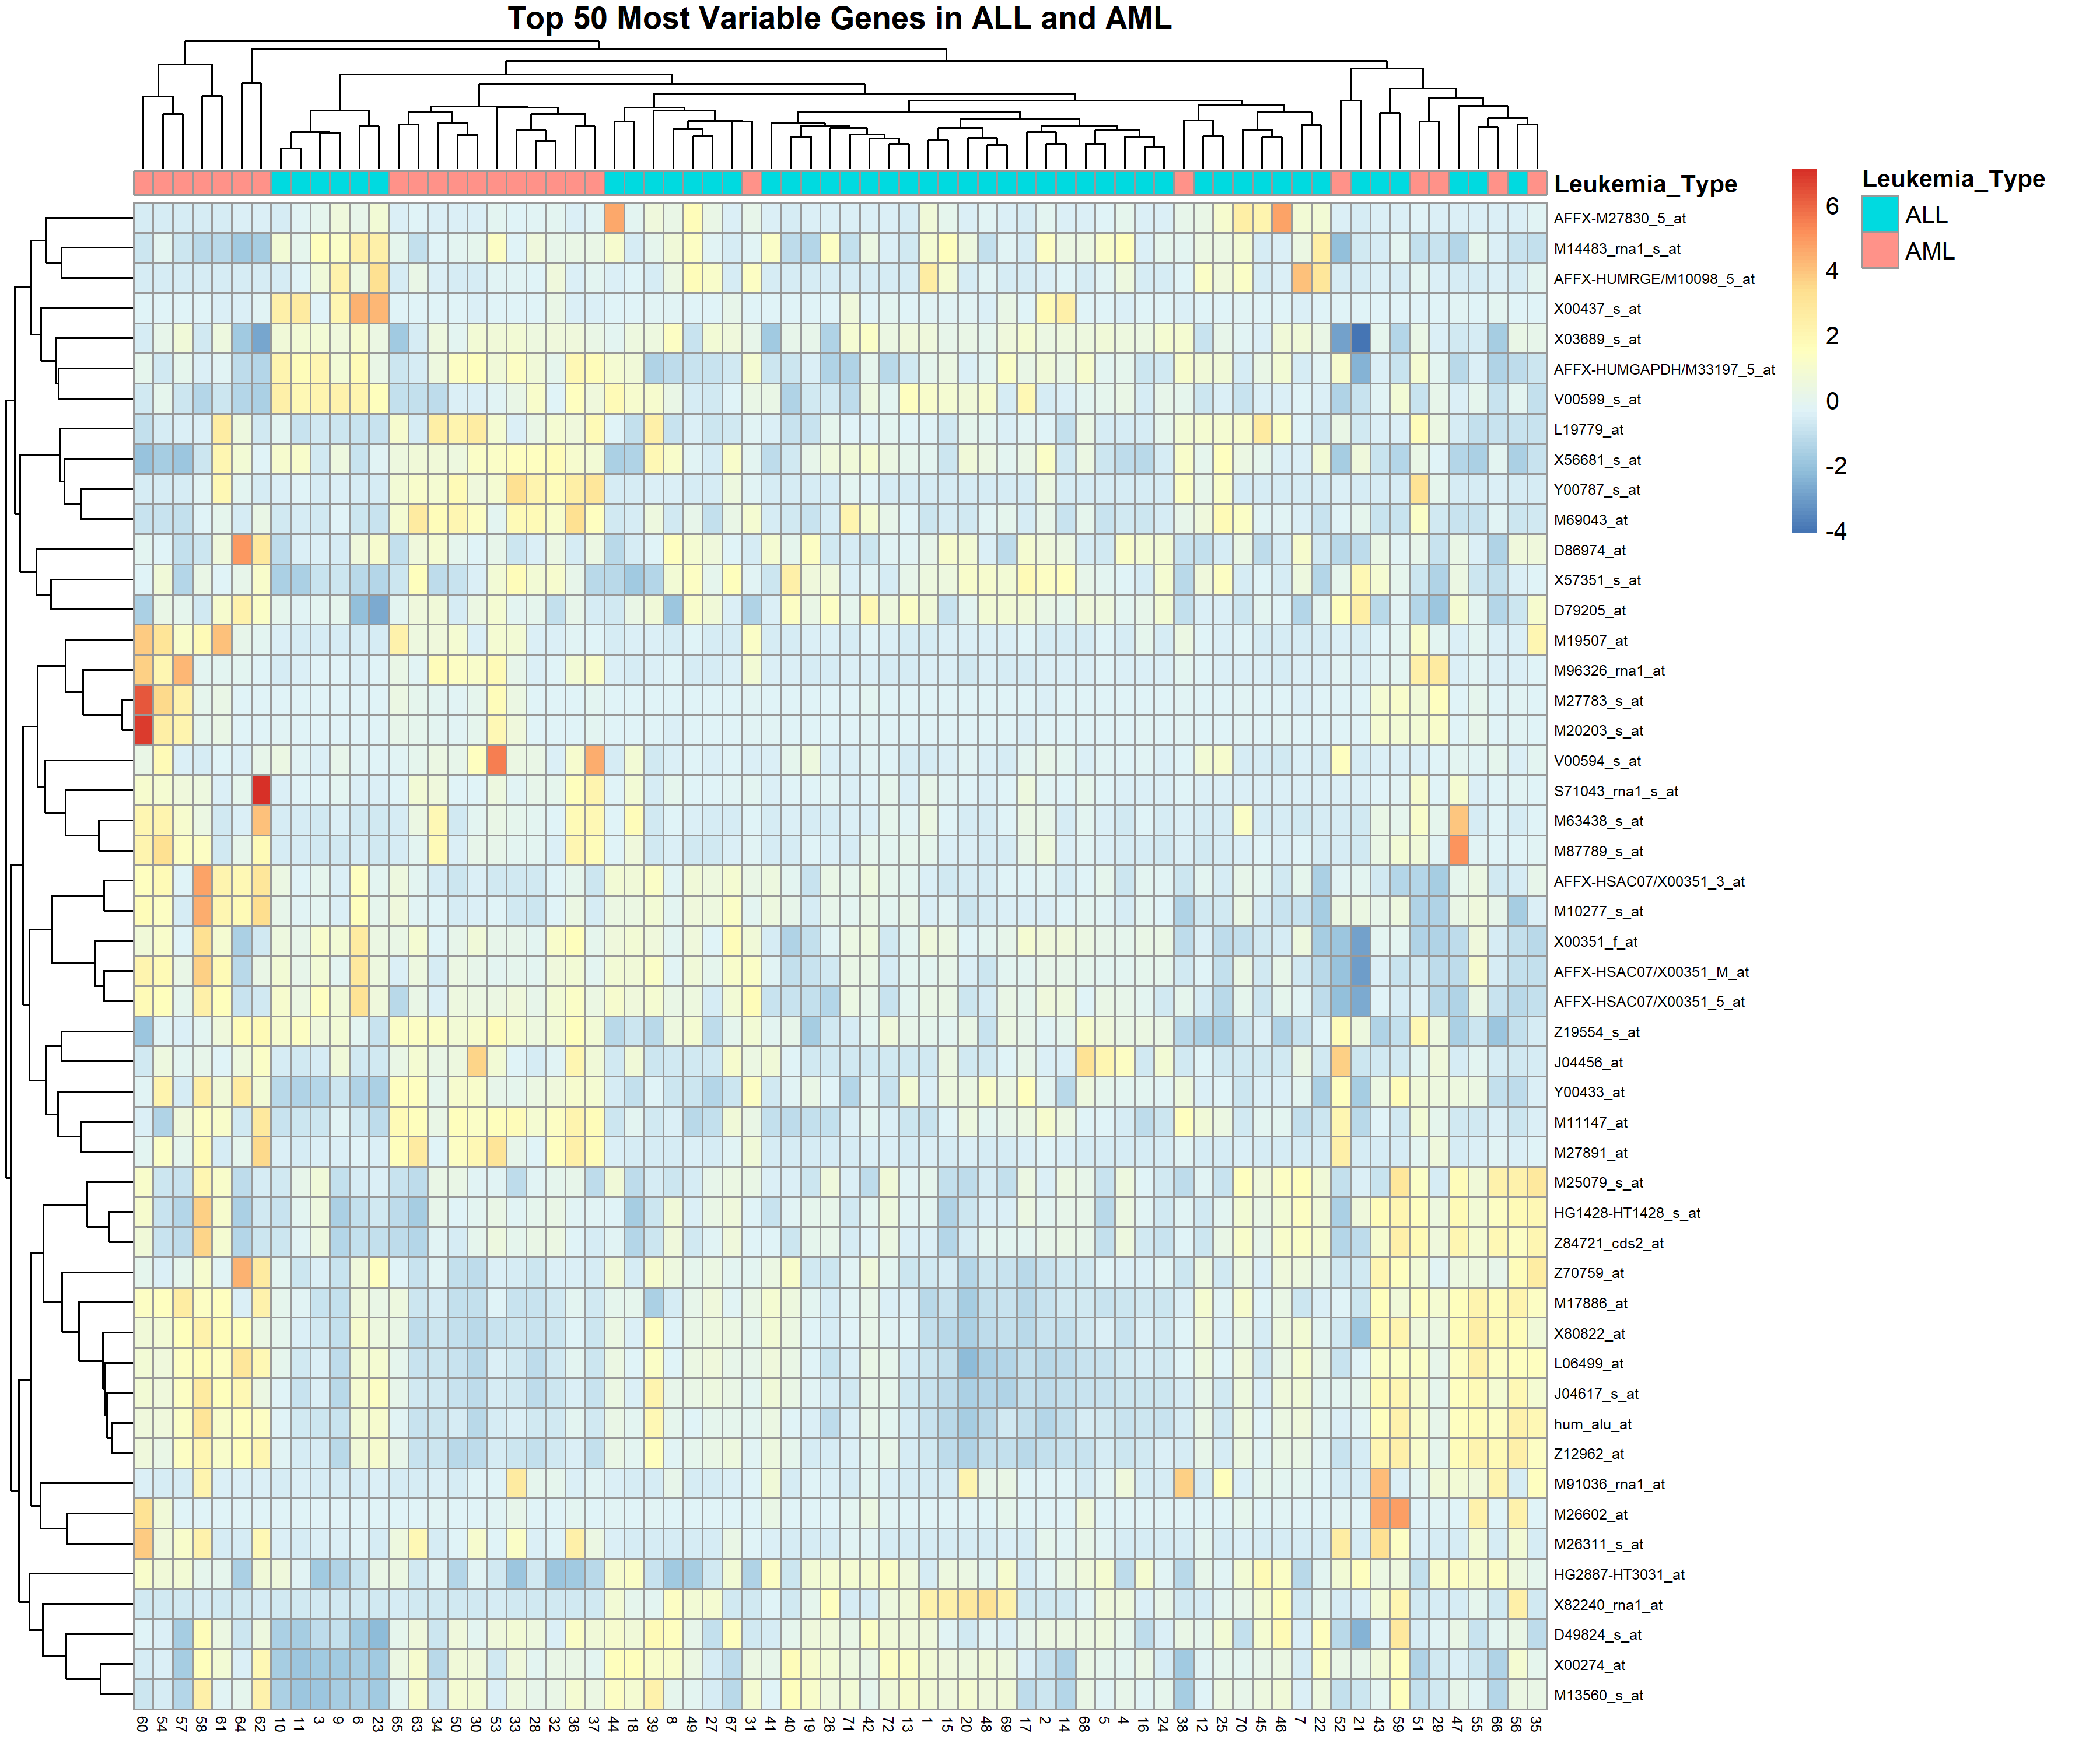 Top 50 Most Variable Genes in ALL and AML
Leukemia_Type
Leukemia_Type
ALL
AML
6
4
2
0
-2
-4
AFFX-M27830_5_at
M14483_rna1_s_at
AFFX-HUMRGE/M10098_5_at
X00437_s_at
X03689_s_at
AFFX-HUMGAPDH/M33197_5_at
V00599_s_at
L19779_at
X56681_s_at
Y00787_s_at
M69043_at
D86974_at
X57351_s_at
D79205_at
M19507_at
M96326_rna1_at
M27783_s_at
M20203_s_at
V00594_s_at
S71043_rna1_s_at
M63438_s_at
M87789_s_at
AFFX-HSAC07/X00351_3_at
M10277_s_at
X00351_f_at
AFFX-HSAC07/X00351_M_at
AFFX-HSAC07/X00351_5_at
Z19554_s_at
J04456_at
Y00433_at
M11147_at
M27891_at
M25079_s_at
HG1428-HT1428_s_at
Z84721_cds2_at
Z70759_at
M17886_at
X80822_at
L06499_at
J04617_s_at
hum_alu_at
Z12962_at
M91036_rna1_at
M26602_at
M26311_s_at
HG2887-HT3031_at
X82240_rna1_at
D49824_s_at
X00274_at
M13560_s_at
60 54 57 58 61 64 62 10 11 3 9 6 23 65 63 34 50 30 53 33 28 32 36 37 44 18 39 8 49 27 67 31 41 40 19 26 71 42 72 13 1 15 20 48 69 17 2 14 68 5 4 16 24 38 12 25 70 45 46 7 22 52 21 43 59 51 29 47 55 66 56 35